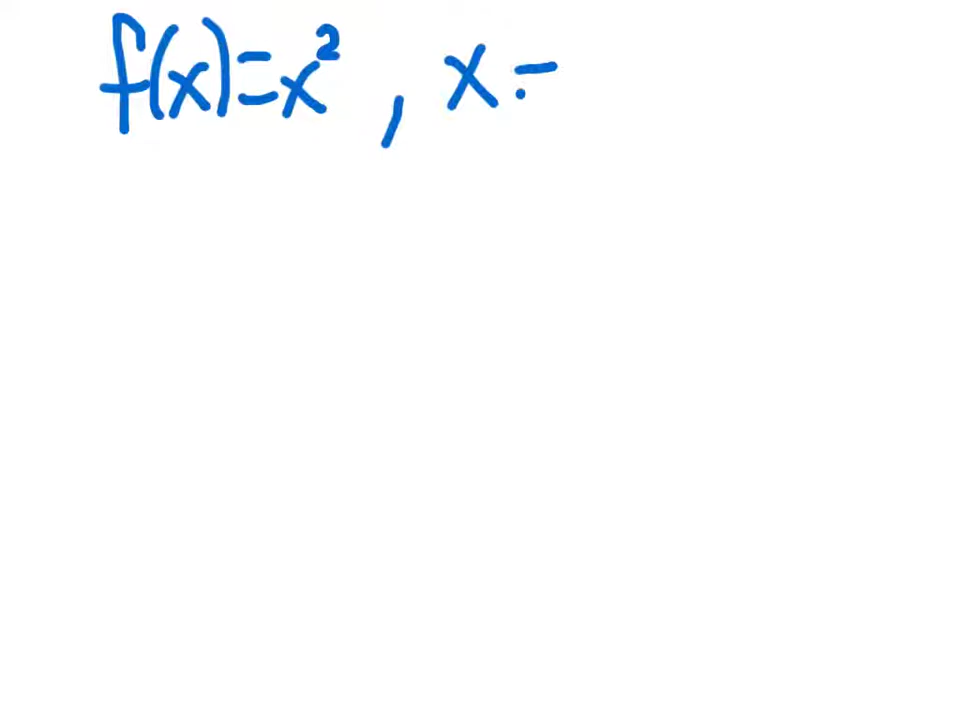 f(x)=x², x=